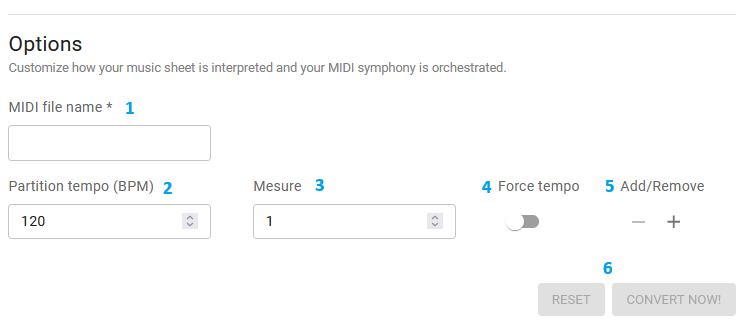 Options
Customize how your music sheet is interpreted and your MIDI symphony is orchestrated.
MIDI file name * 1
Partition tempo (BPM) 2 Mesure 3 4 Force tempo 5 Add/Remove
120 1 − +
6
RESET CONVERT NOW!